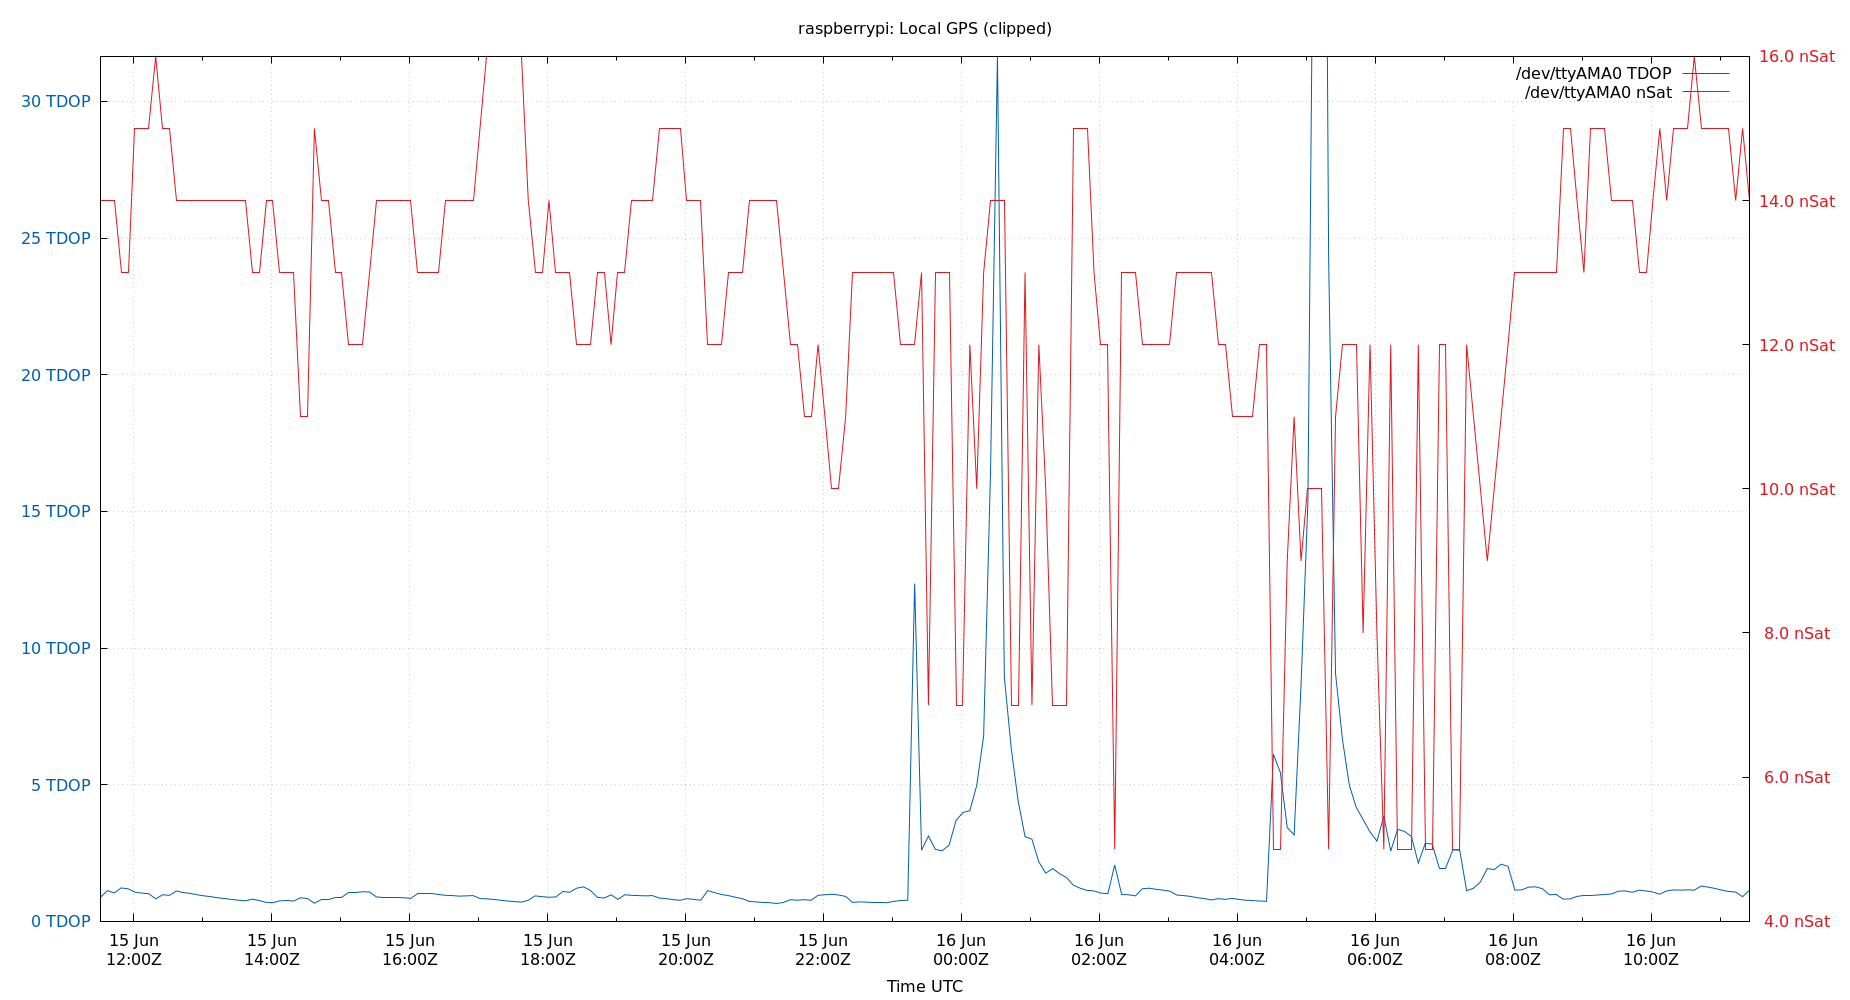 raspberrypi: Local GPS (clipped)
16.0 nSat
/dev/ttyAMA0 TDOP
/dev/ttyAMA0 nSat
30 TDOP
14.0 nSat
25 TDOP
12.0 nSat
20 TDOP
10.0 nSat
15 TDOP
8.0 nSat
10 TDOP
6.0 nSat
5 TDOP
0 TDOP
4.0 nSat
15 Jun 15 Jun 15 Jun 15 Jun 15 Jun 15 Jun 16 Jun 16 Jun 16 Jun 16 Jun 16 Jun 16 Jun
12:00Z 14:00Z 16:00Z 18:00Z 20:00Z 22:00Z 00:00Z 02:00Z 04:00Z 06:00Z 08:00Z 10:00Z
Time UTC